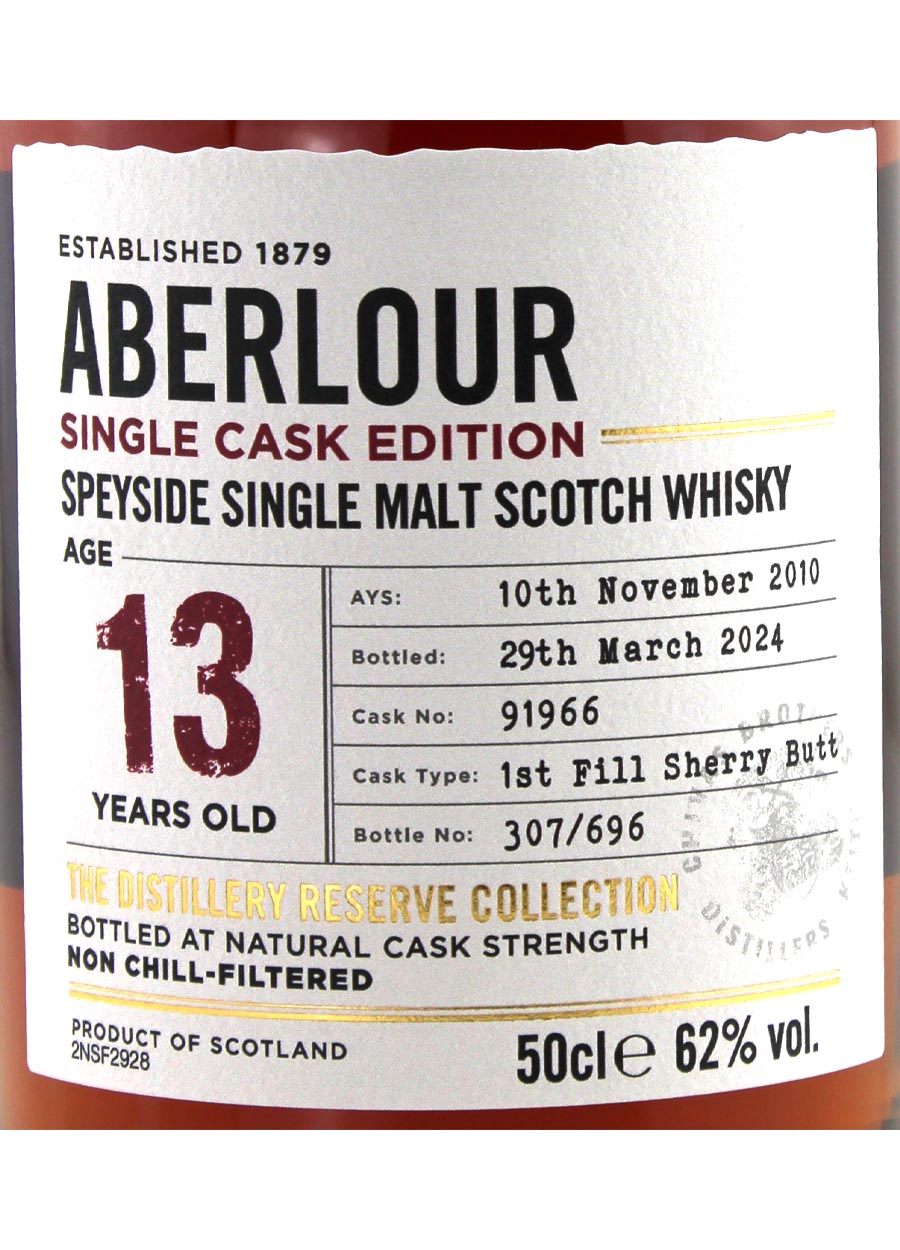 ESTABLISHED 1879
ABERLOUR
SINGLE CASK EDITION
SPEYSIDE SINGLE MALT SCOTCH WHISKY
AGE
13
YEARS OLD
AYS: 10th November 2010
Bottled: 29th March 2024
Cask No: 91966
Cask Type: 1st Fill Sherry Butt
Bottle No: 307/696
THE DISTILLERY RESERVE COLLECTION
BOTTLED AT NATURAL CASK STRENGTH
NON CHILL-FILTERED
DISTILLERS
PRODUCT OF SCOTLAND
2NSF2928
50cl e 62% vol.